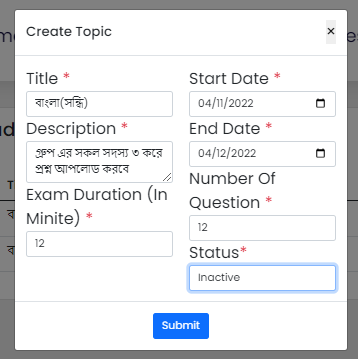 Create Topic
×
Title *
বাংলা(সন্ধি)
Description *
গ্রুপ এর সকল সদস্য ৩ করে
প্রশ্ন আপলোড করবে
Exam Duration (In
Minite) *
12
Start Date *
04/11/2022
End Date *
04/12/2022
Number Of
Question *
12
Status*
Inactive
Submit